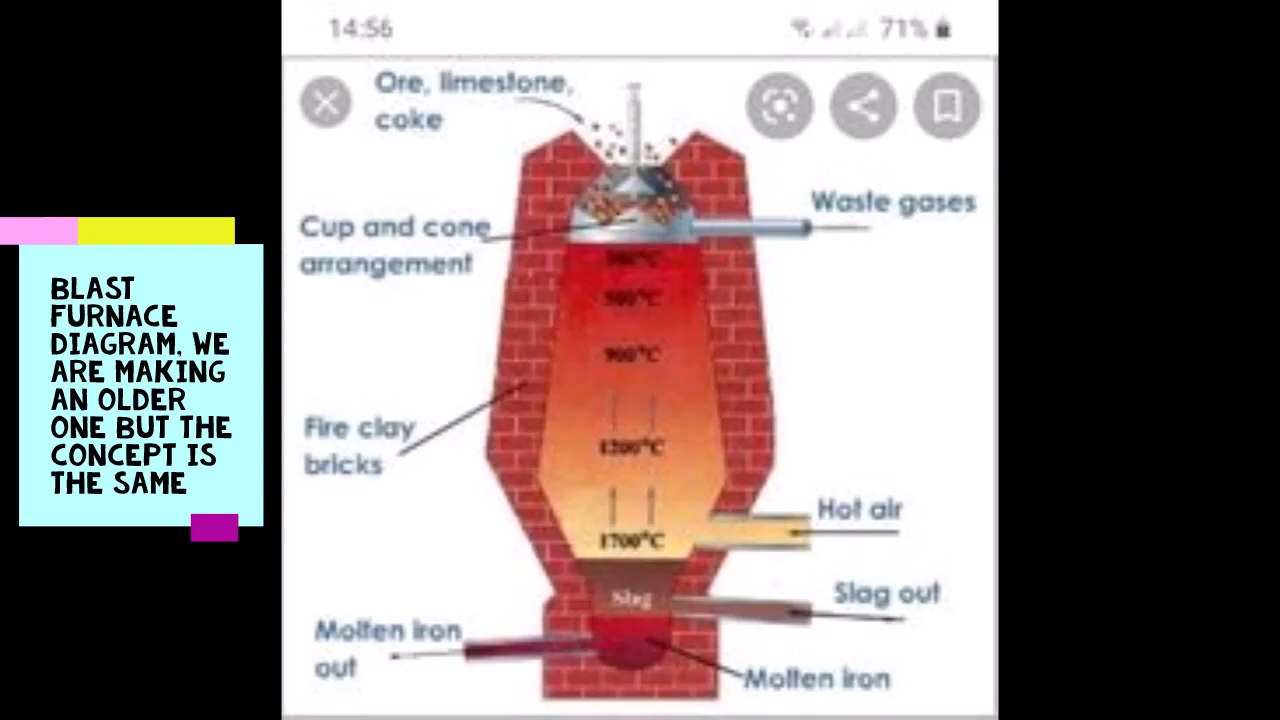 14:56
71%
Ore, limestone,
coke
Waste gases
Cup and cone
arrangement
500°C
900°C
Fire clay
bricks
1200°C
Hot air
1700°C
Slag
Slag out
Molten iron
out
Molten iron
BLAST
FURNACE
DIAGRAM, WE
ARE MAKING
AN OLDER
ONE BUT THE
CONCEPT IS
THE SAME